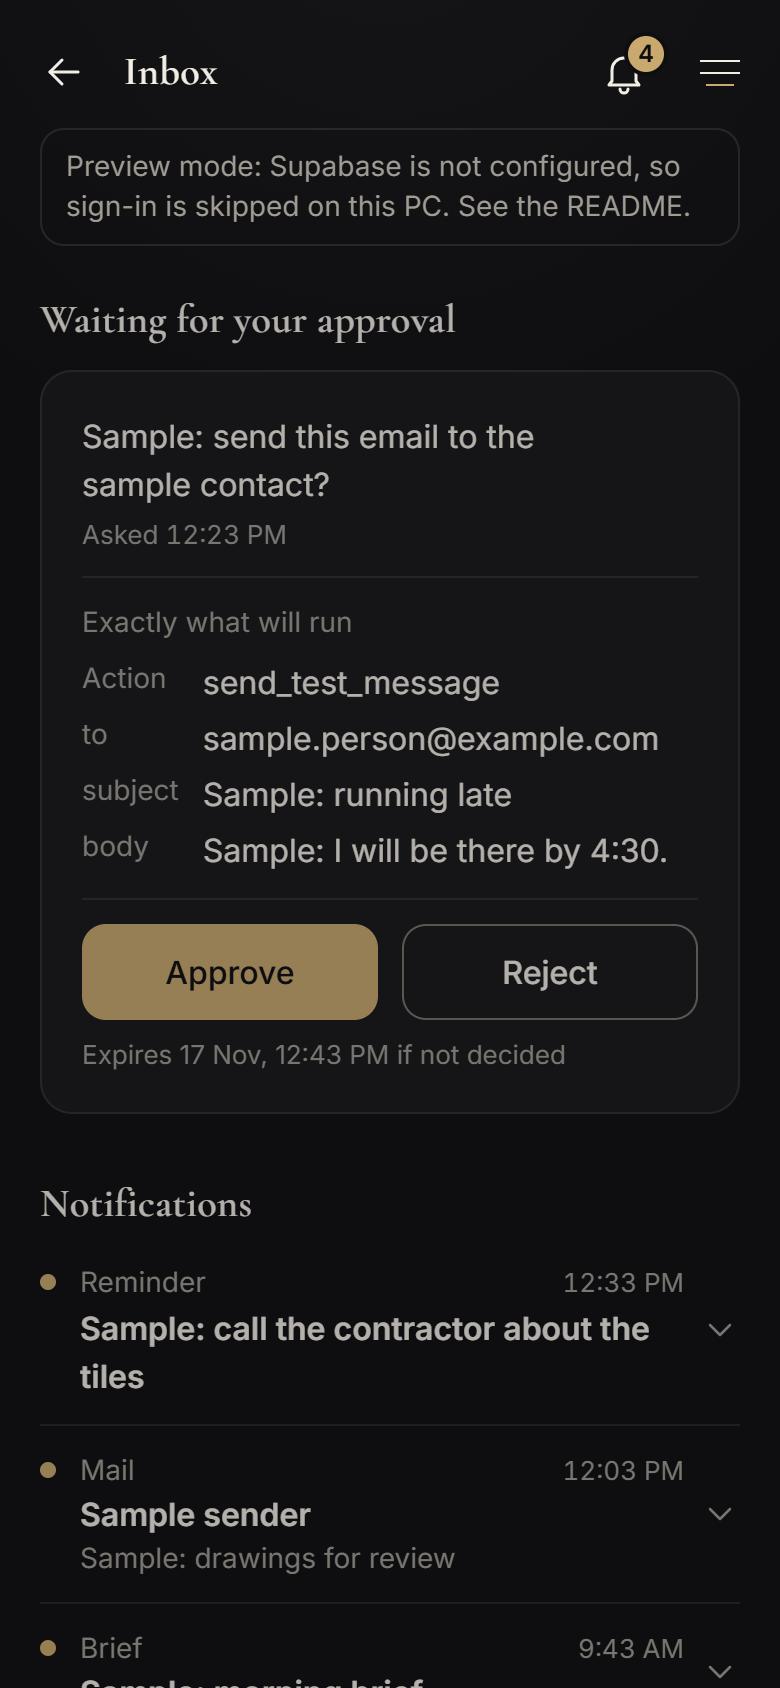 Inbox
4
Preview mode: Supabase is not configured, so
sign-in is skipped on this PC. See the README.
Waiting for your approval
Sample: send this email to the
sample contact?
Asked 12:23 PM
Exactly what will run
Action send_test_message
to sample.person@example.com
subject Sample: running late
body Sample: I will be there by 4:30.
Approve Reject
Expires 17 Nov, 12:43 PM if not decided
Notifications
Reminder 12:33 PM
Sample: call the contractor about the
tiles
Mail 12:03 PM
Sample sender
Sample: drawings for review
Brief 9:43 AM
Sample: morning brief